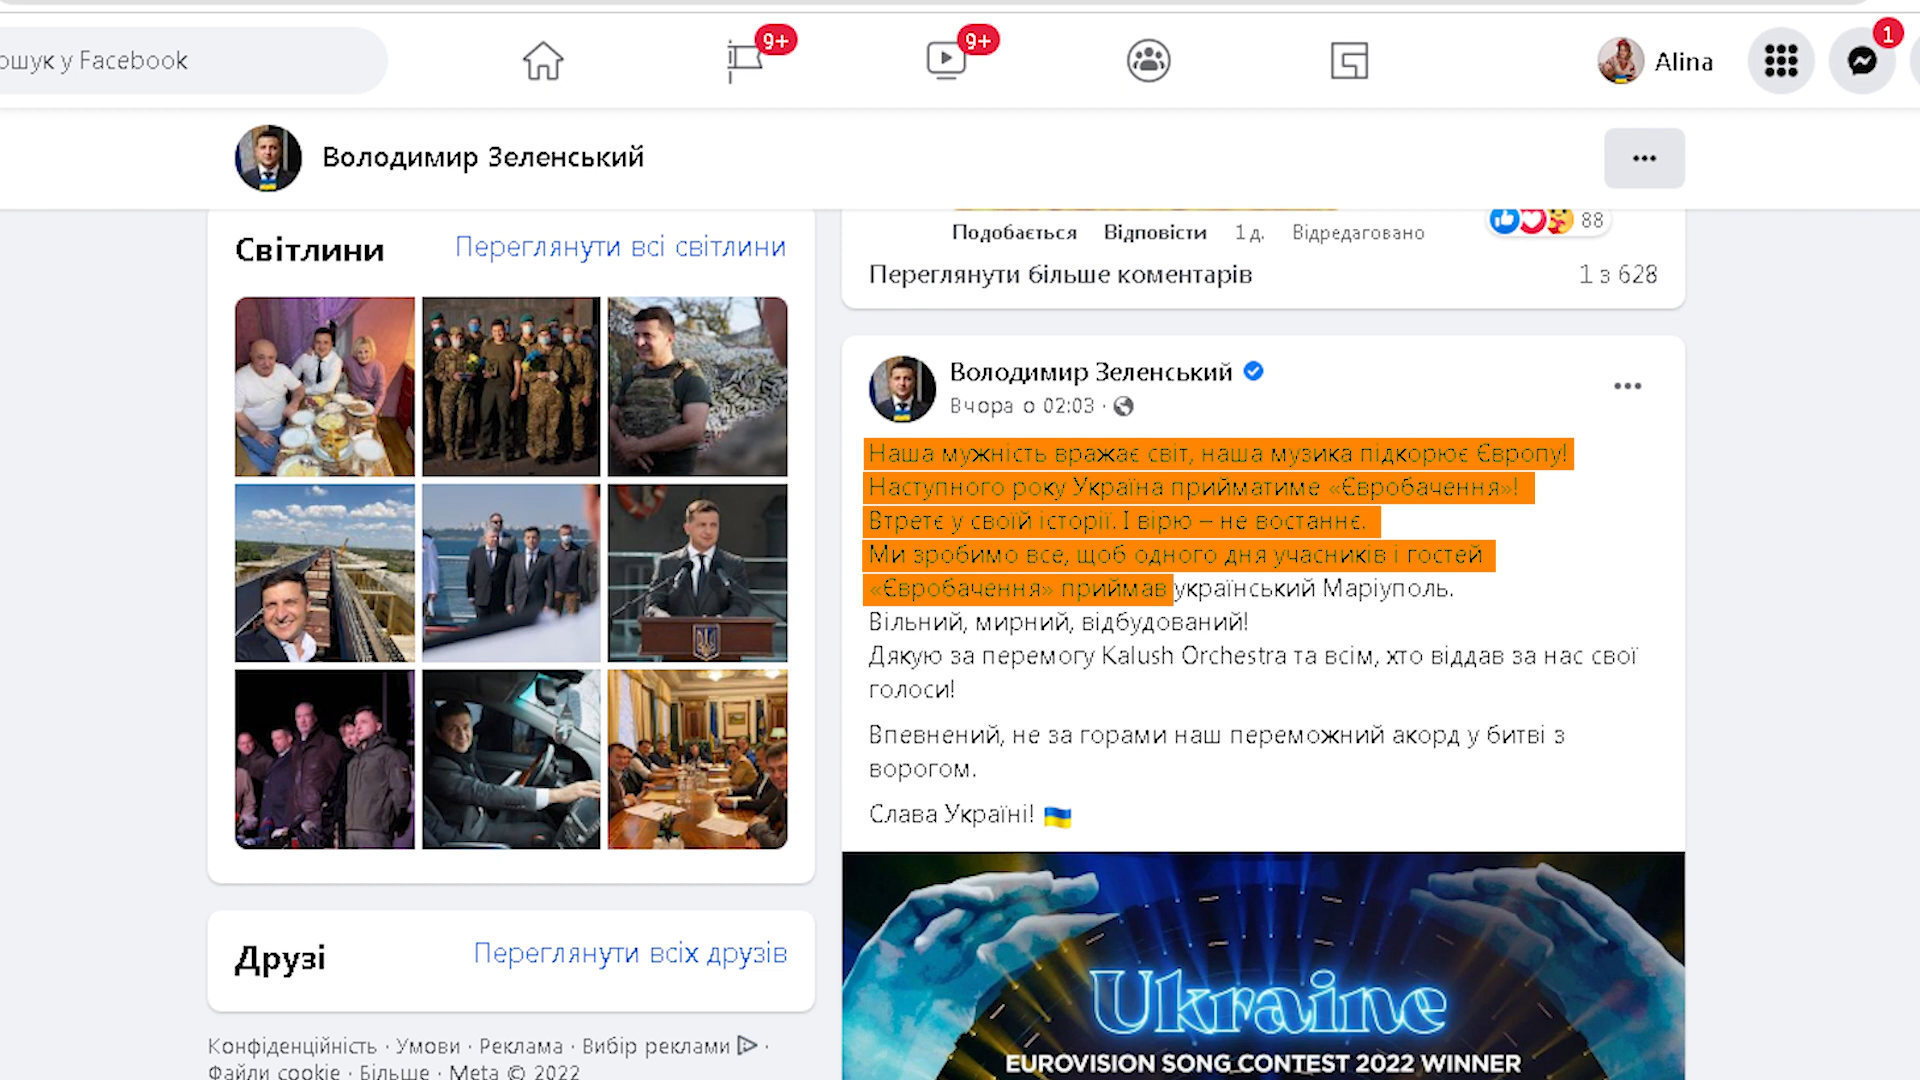 ошук у Facebook
9+
9+
Alina
1
Володимир Зеленський
Світлини
Переглянути всі світлини
Подобається Відповісти 1 д. Відредаговано
88
Переглянути більше коментарів
1 з 628
Володимир Зеленський
Вчора о 02:03 ·
Наша мужність вражає світ, наша музика підкорює Європу!
Наступного року Україна прийматиме «Євробачення»!
Втретє у своїй історії. І вірю – не востаннє.
Ми зробимо все, щоб одного дня учасників і гостей
«Євробачення» приймав український Маріуполь.
Вільний, мирний, відбудований!
Дякую за перемогу Kalush Orchestra та всім, хто віддав за нас свої
голоси!
Впевнений, не за горами наш переможний акорд у битві з
ворогом.
Слава Україні!
Ukraine
EUROVISION SONG CONTEST 2022 WINNER
Друзі
Переглянути всіх друзів
Конфіденційність · Умови · Реклама · Вибір реклами ·
Файли cookie · Більше · Meta © 2022